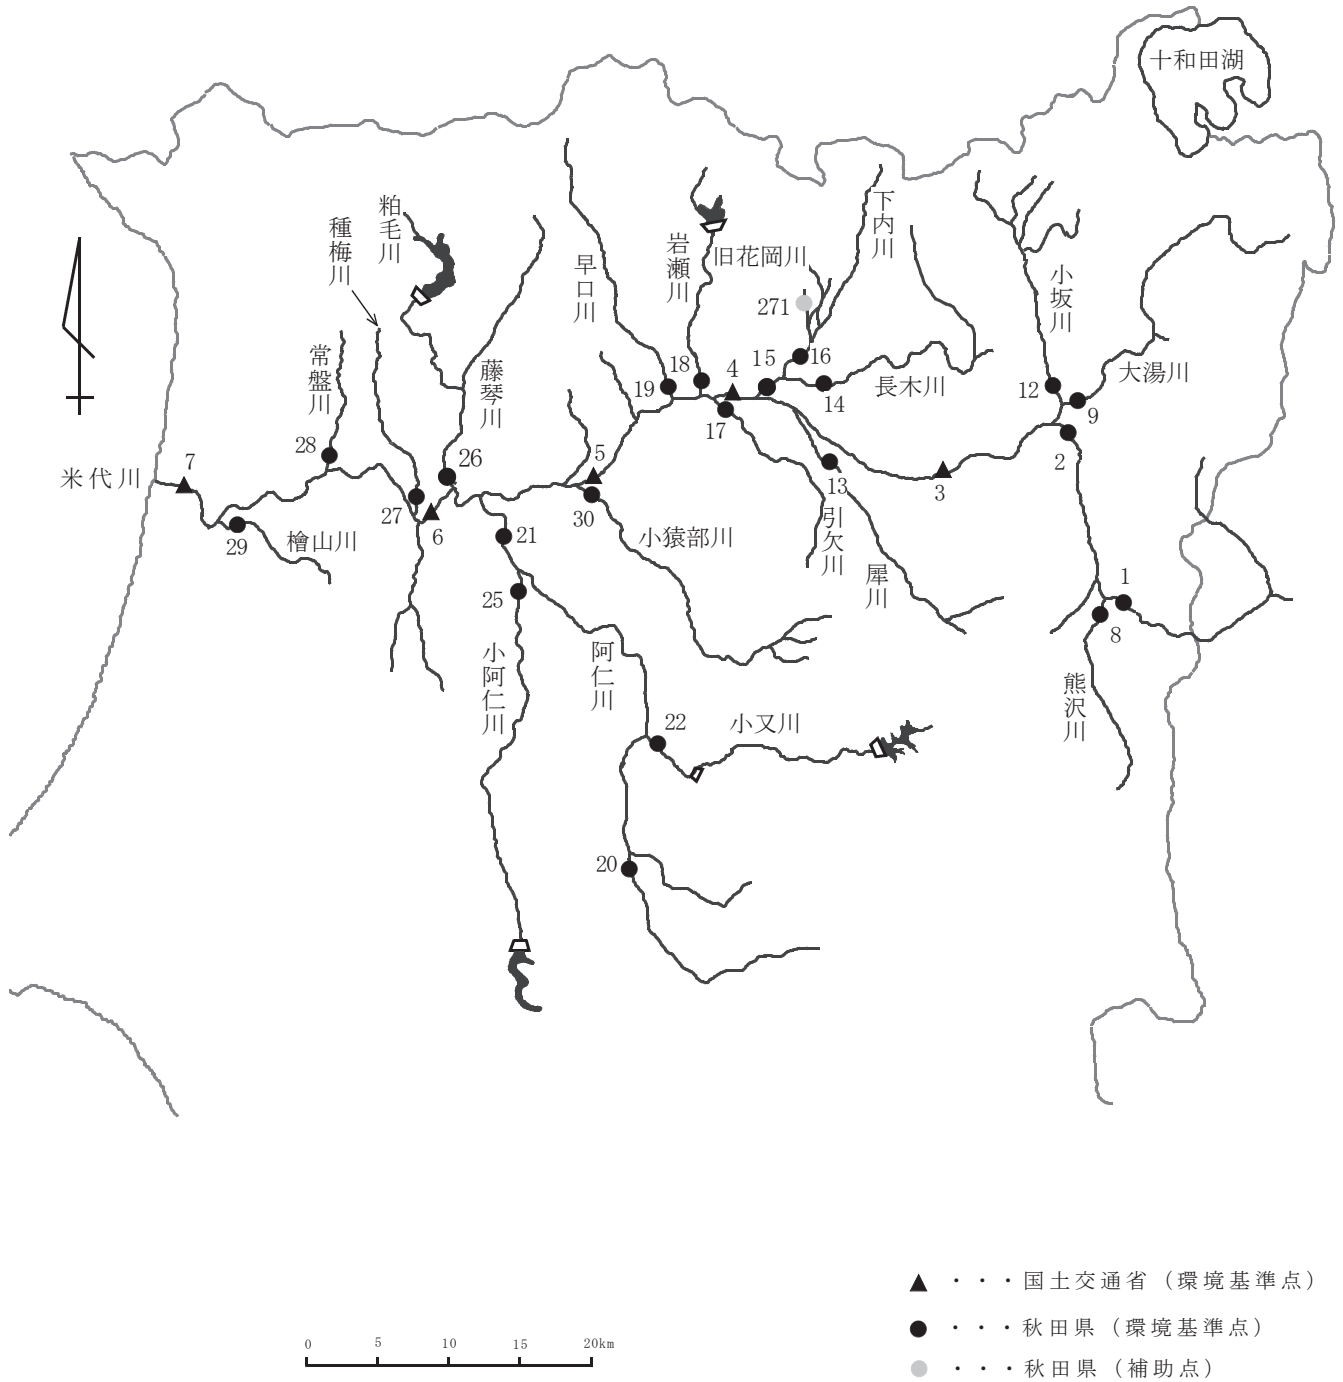 十和田湖
粕毛川
種梅川
下内川
岩瀬川
旧花岡川
早口川
小坂川
271
常盤川
藤琴川
大湯川
長木川
15
16
4
18
19
14
12
9
17
2
28
26
5
3
13
7
米代川
27
6
30
21
29
檜山川
小猿部川
引欠川
犀川
1
25
8
小阿仁川
阿仁川
熊沢川
22
小又川
20
▲ ・・・国土交通省（環境基準点）
● ・・・秋田県（環境基準点）
● ・・・秋田県（補助点）
0 5 10 15 20km